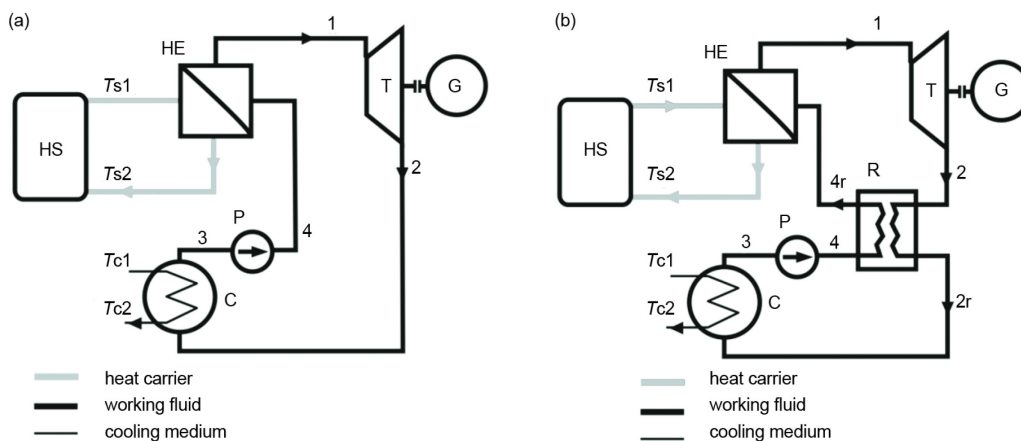 (a)
1
HE
T
G
Ts1
HS
Ts2
2
P
3
4
Tc1
Tc2
C
heat carrier
working fluid
cooling medium
(b)
1
HE
T
G
Ts1
HS
Ts2
2
R
4r
P
3
4
Tc1
Tc2
C
2r
heat carrier
working fluid
cooling medium